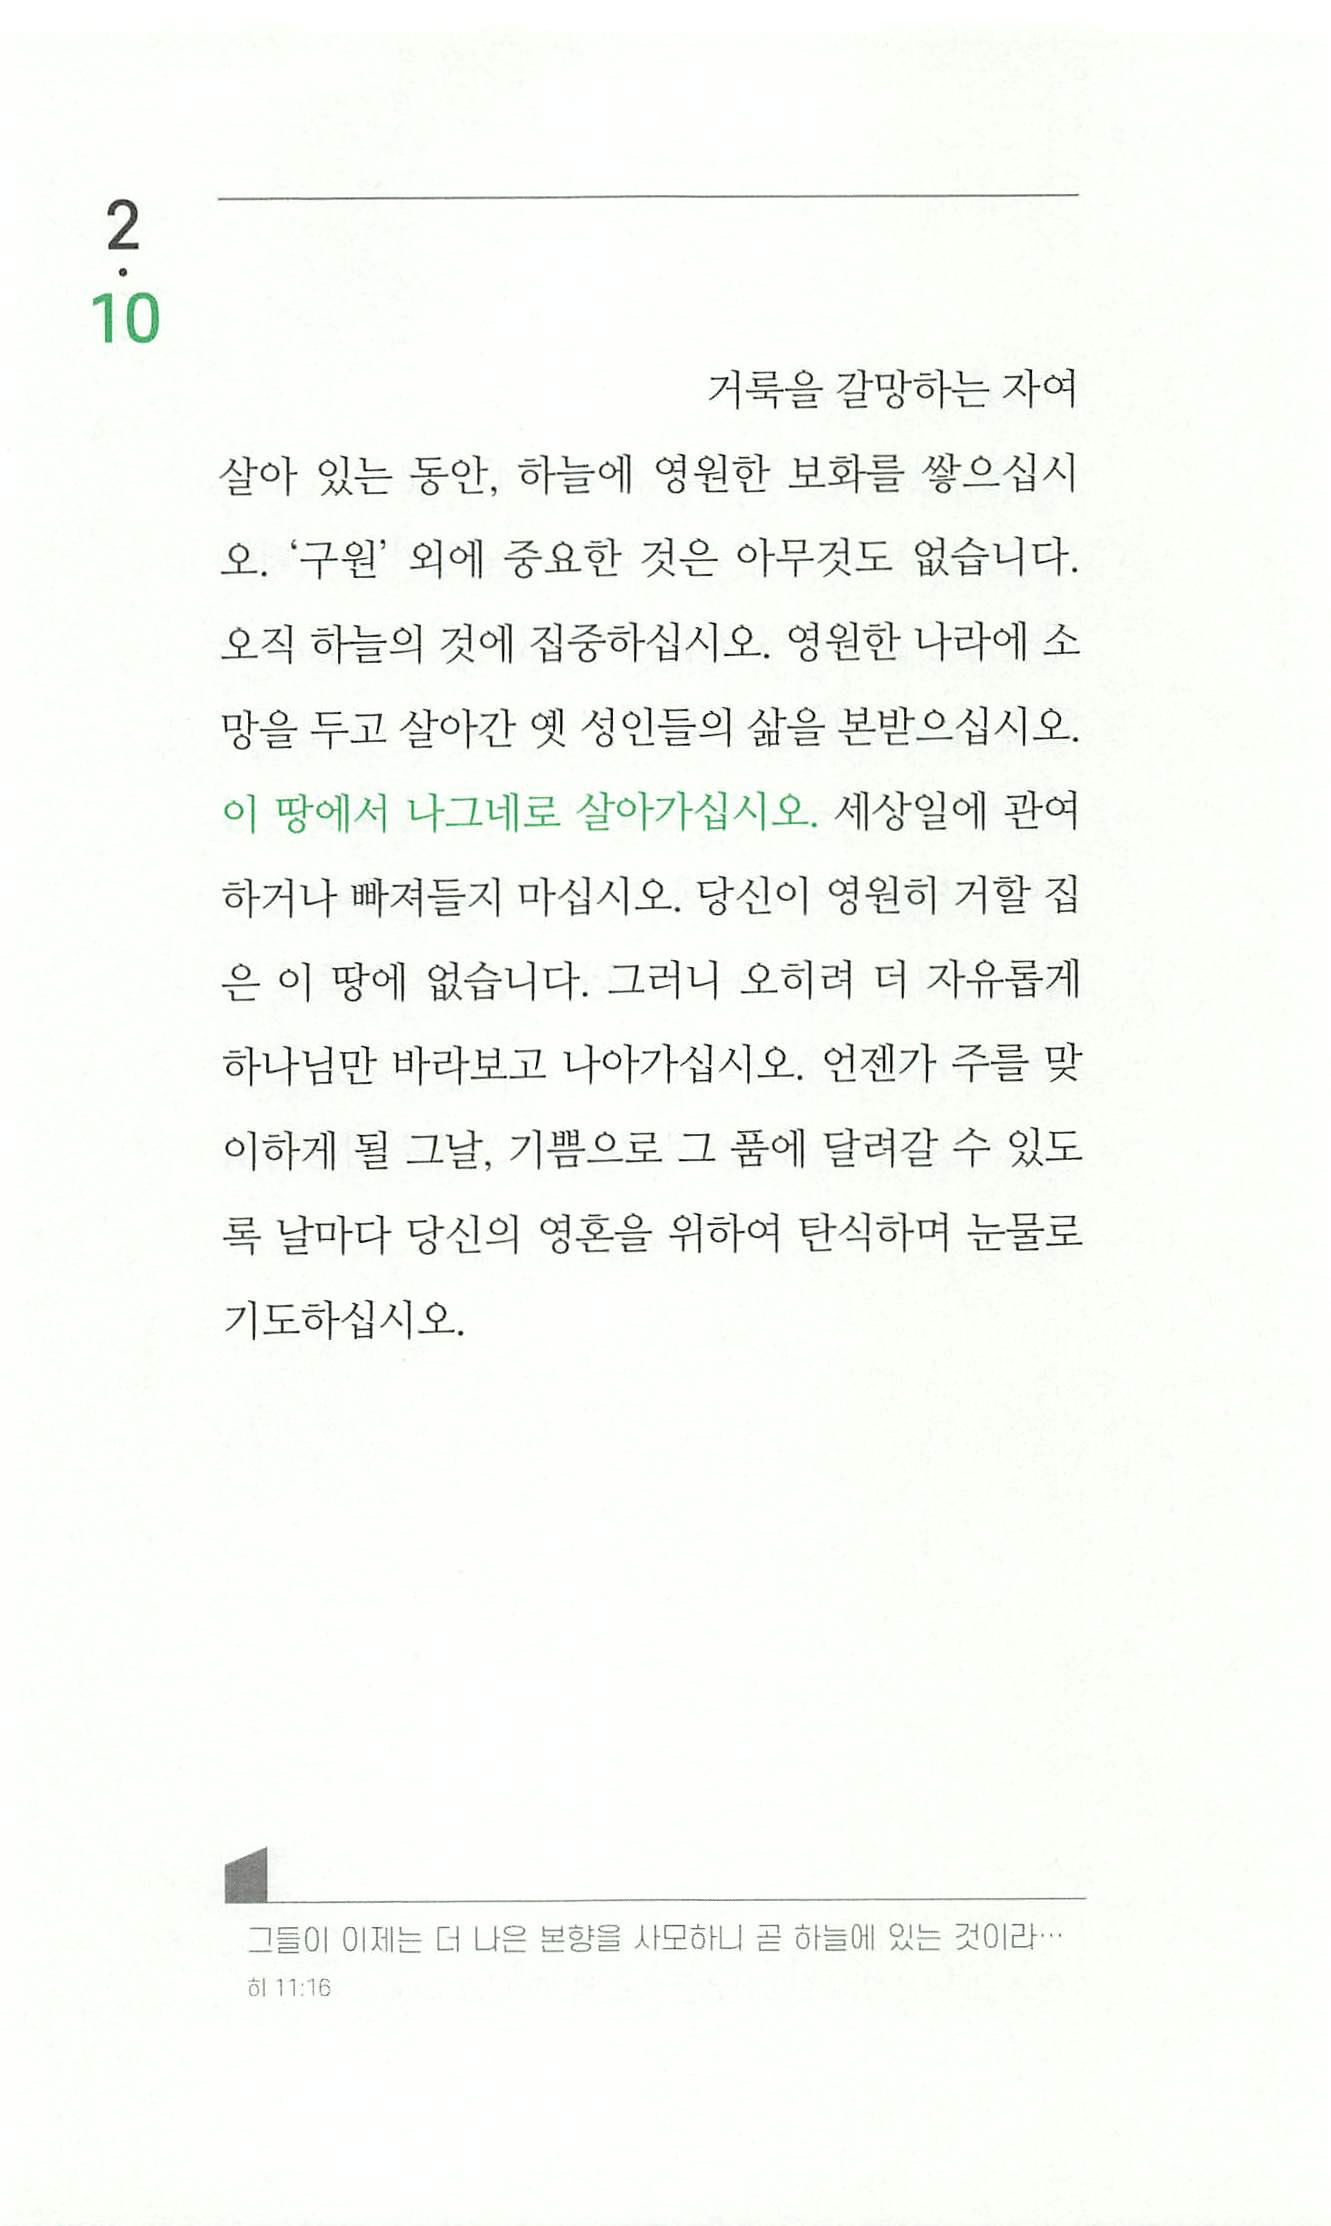 2
·
10
거룩을 갈망하는 자여
살아 있는 동안, 하늘에 영원한 보화를 쌓으십시
오. ‘구원’ 외에 중요한 것은 아무것도 없습니다.
오직 하늘의 것에 집중하십시오. 영원한 나라에 소
망을 두고 살아간 옛 성인들의 삶을 본받으십시오.
이 땅에서 나그네로 살아가십시오. 세상일에 관여
하거나 빠져들지 마십시오. 당신이 영원히 거할 집
은 이 땅에 없습니다. 그러니 오히려 더 자유롭게
하나님만 바라보고 나아가십시오. 언젠가 주를 맞
이하게 될 그날, 기쁨으로 그 품에 달려갈 수 있도
록 날마다 당신의 영혼을 위하여 탄식하며 눈물로
기도하십시오.
그들이 이제는 더 나은 본향을 사모하니 곧 하늘에 있는 것이라…
히 11:16